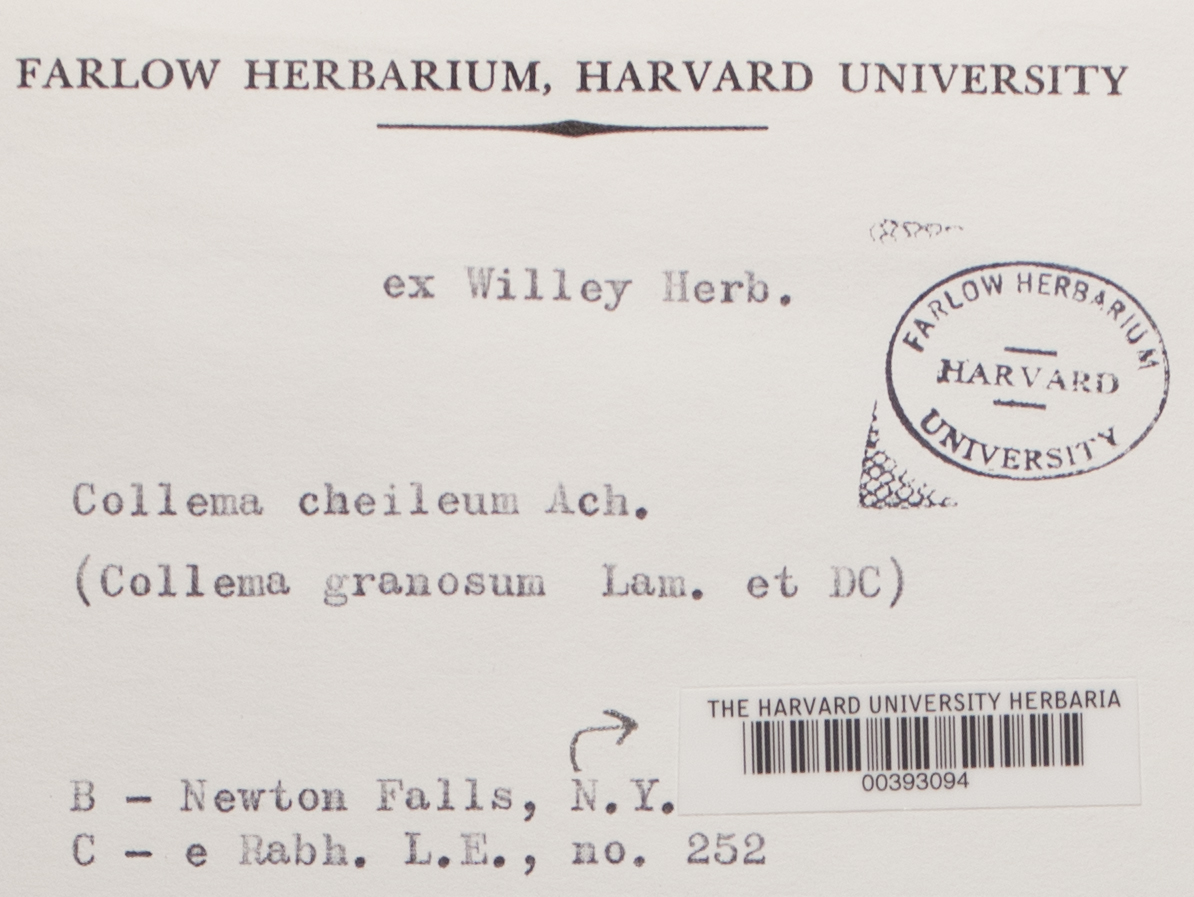 FARLOW HERBARIUM, HARVARD UNIVERSITY
ex Willey Herb.
FARLOW HERBARIUM
HARVARD
UNIVERSITY
Collema cheileum Ach.
(Collema granosum Lam. et DC)
THE HARVARD UNIVERSITY HERBARIA
00393094
B - Newton Falls, N.Y.
C - e Rabh. L.E., no. 252